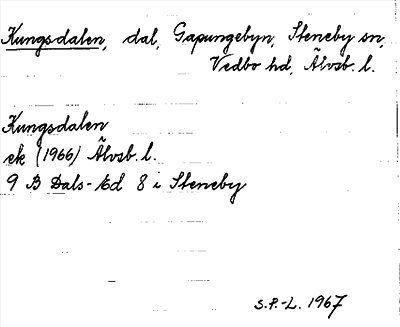 Kungsdalen, dal, Gapungebyn, Steneby sn,
Vedbo hd, Älvsb. l.
Kungsdalen
ek (1966) Älvsb. l.
9 B Dals-Ed 8 i Steneby
S.P.-L. 1967